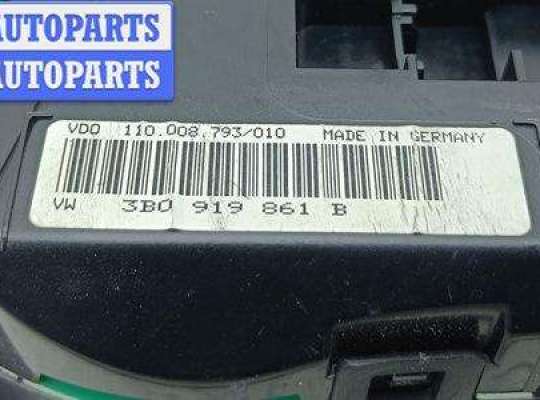 AUTOPARTS
AUTOPARTS
VDO 110.008.793/010 MADE IN GERMANY
VW 3B0 919 861 B